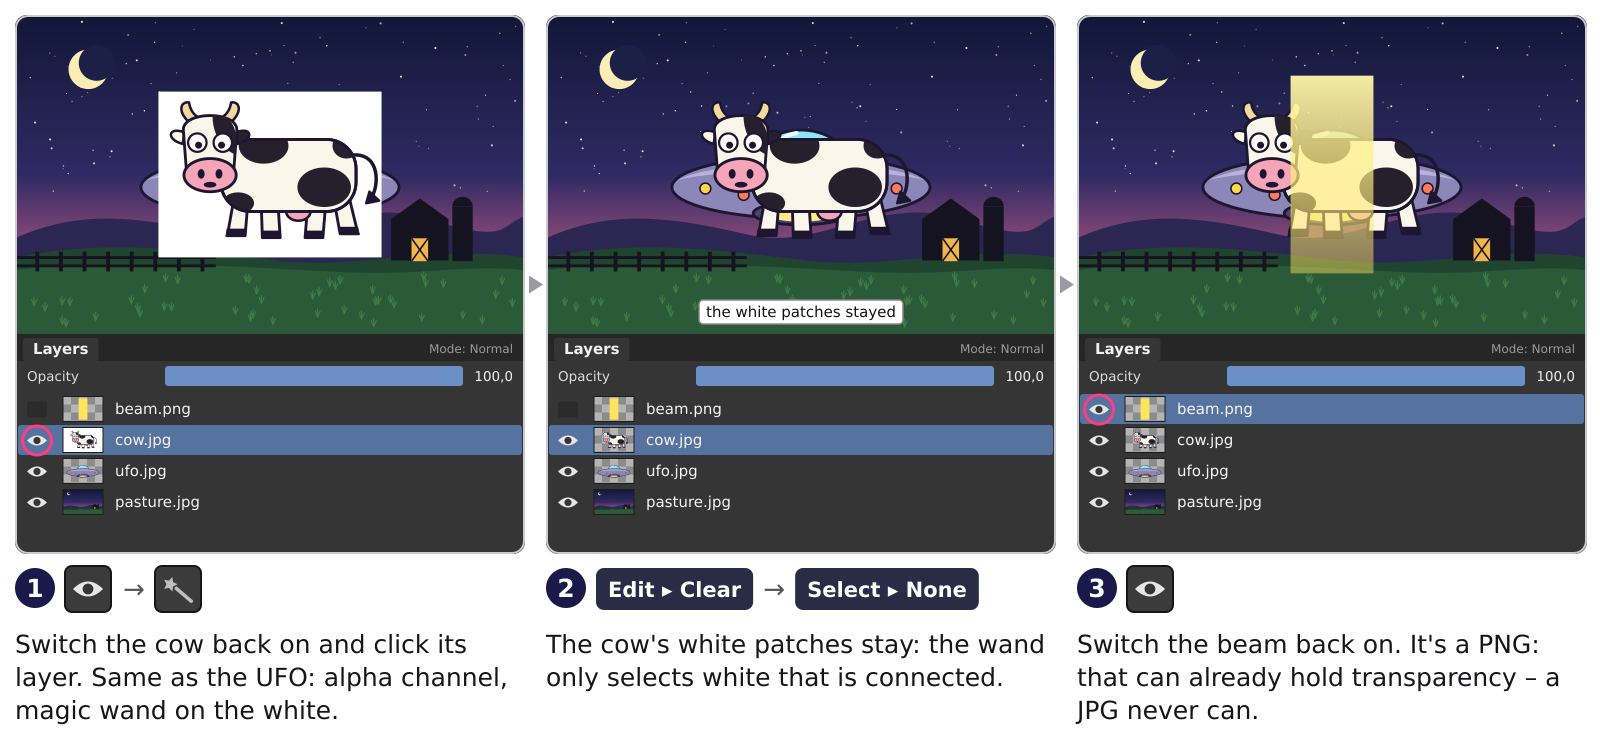 the white patches stayed
Layers
Mode: Normal
Opacity
100,0
beam.png
cow.jpg
ufo.jpg
pasture.jpg
Layers
Mode: Normal
Opacity
100,0
beam.png
cow.jpg
ufo.jpg
pasture.jpg
Layers
Mode: Normal
Opacity
100,0
beam.png
cow.jpg
ufo.jpg
pasture.jpg
1 →
Switch the cow back on and click its
layer. Same as the UFO: alpha channel,
magic wand on the white.
2 Edit ▸ Clear → Select ▸ None
The cow's white patches stay: the wand
only selects white that is connected.
3
Switch the beam back on. It's a PNG:
that can already hold transparency – a
JPG never can.